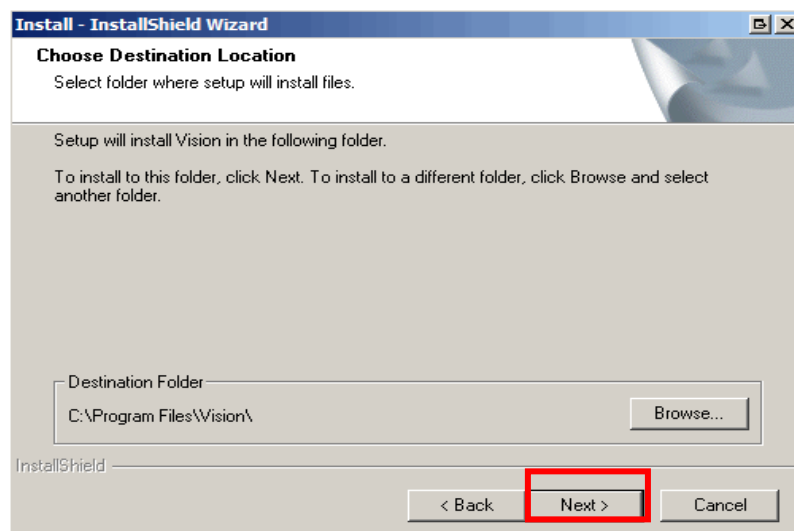 Install - InstallShield Wizard
Choose Destination Location
Select folder where setup will install files.
Setup will install Vision in the following folder.
To install to this folder, click Next. To install to a different folder, click Browse and select
another folder.
Destination Folder
C:\Program Files\Vision\
Browse...
InstallShield
< Back
Next >
Cancel